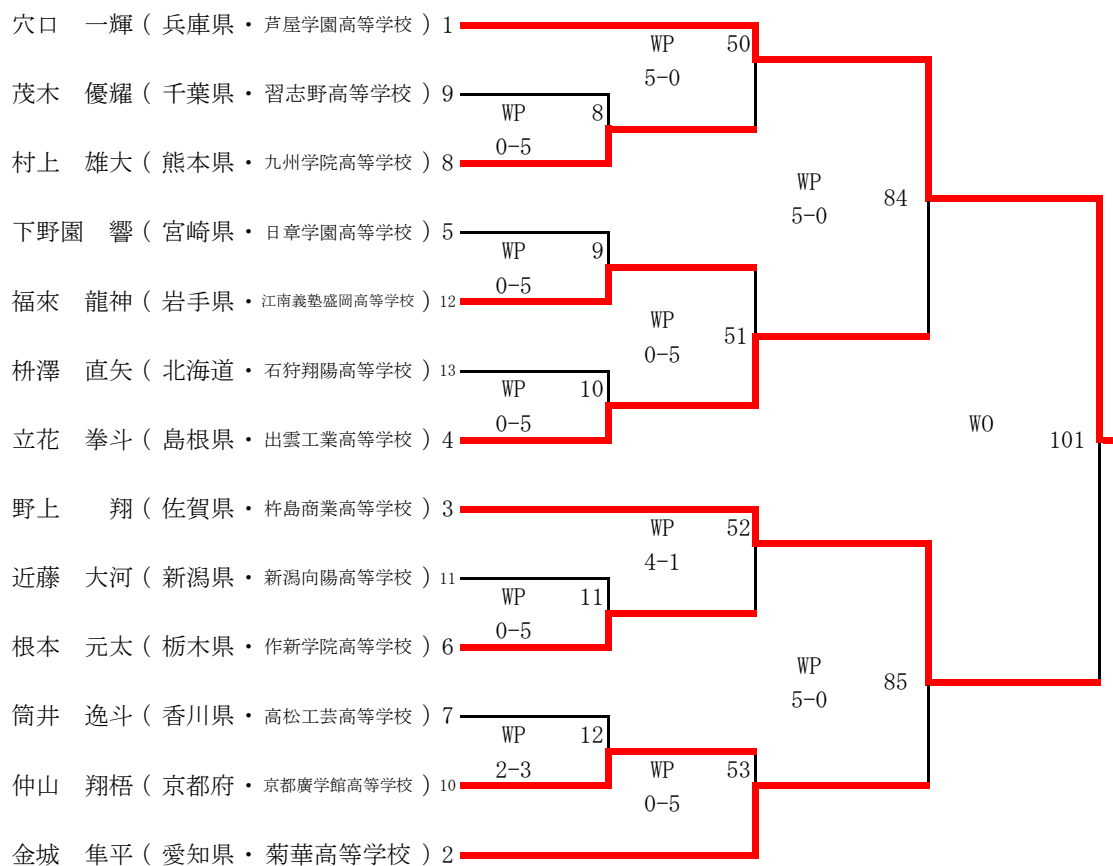 穴口　一輝 ( 兵庫県・芦屋学園高等学校 ) 1
WP 50
5-0
茂木　優耀 ( 千葉県・習志野高等学校 ) 9
WP 8
0-5
村上　雄大 ( 熊本県・九州学院高等学校 ) 8
WP 84
5-0
下野園　響 ( 宮崎県・日章学園高等学校 ) 5
WP 9
0-5
福來　龍神 ( 岩手県・江南義塾盛岡高等学校 ) 12
WP 51
0-5
枡澤　直矢 ( 北海道・石狩翔陽高等学校 ) 13
WP 10
0-5
立花　拳斗 ( 島根県・出雲工業高等学校 ) 4
WO 101
野上　　翔 ( 佐賀県・杵島商業高等学校 ) 3
WP 52
4-1
近藤　大河 ( 新潟県・新潟向陽高等学校 ) 11
WP 11
0-5
根本　元太 ( 栃木県・作新学院高等学校 ) 6
WP 85
5-0
筒井　逸斗 ( 香川県・高松工芸高等学校 ) 7
WP 12
2-3
仲山　翔梧 ( 京都府・京都廣学館高等学校 ) 10
WP 53
0-5
金城　隼平 ( 愛知県・菊華高等学校 ) 2